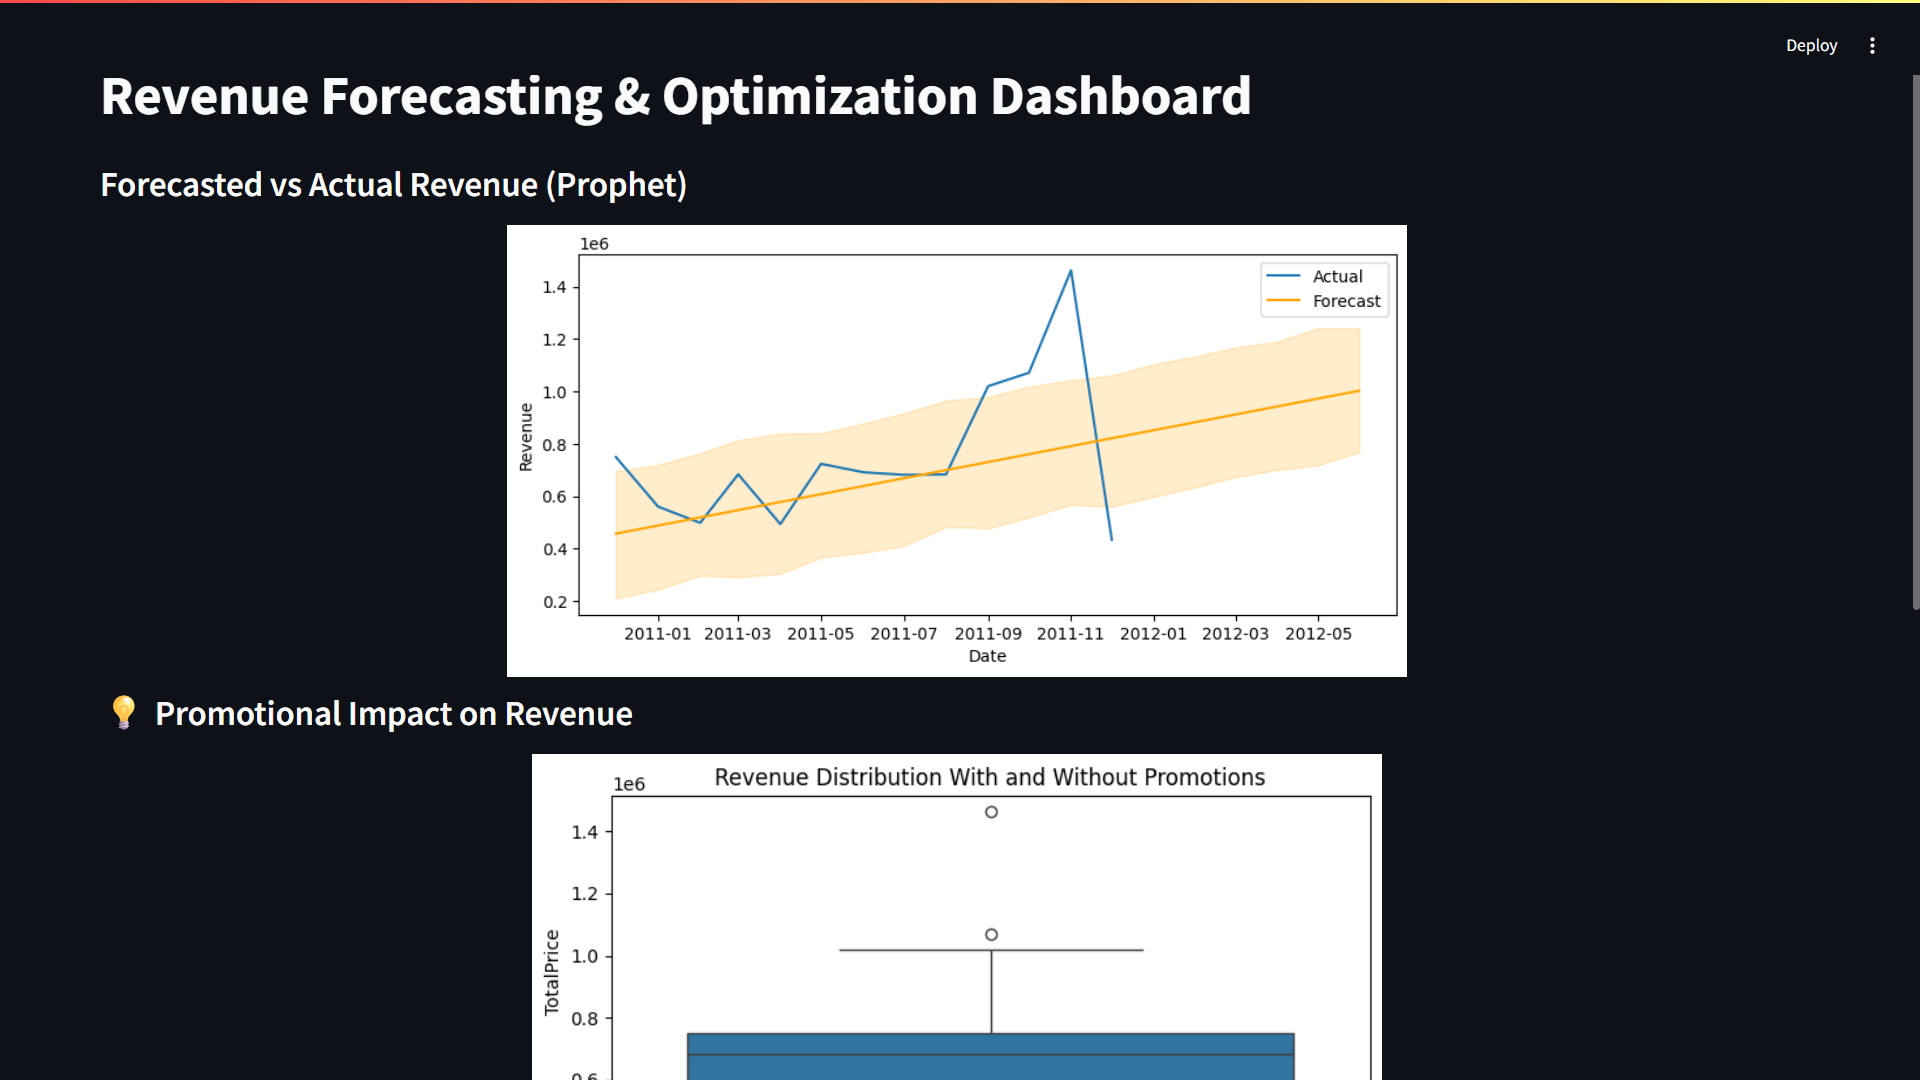 Deploy
Revenue Forecasting & Optimization Dashboard
Forecasted vs Actual Revenue (Prophet)
1e6
Actual
Forecast
1.4
1.2
1.0
0.8
0.6
0.4
0.2
Revenue
2011-01 2011-03 2011-05 2011-07 2011-09 2011-11 2012-01 2012-03 2012-05
Date
💡 Promotional Impact on Revenue
Revenue Distribution With and Without Promotions
1e6
1.4
1.2
1.0
0.8
0.6
TotalPrice